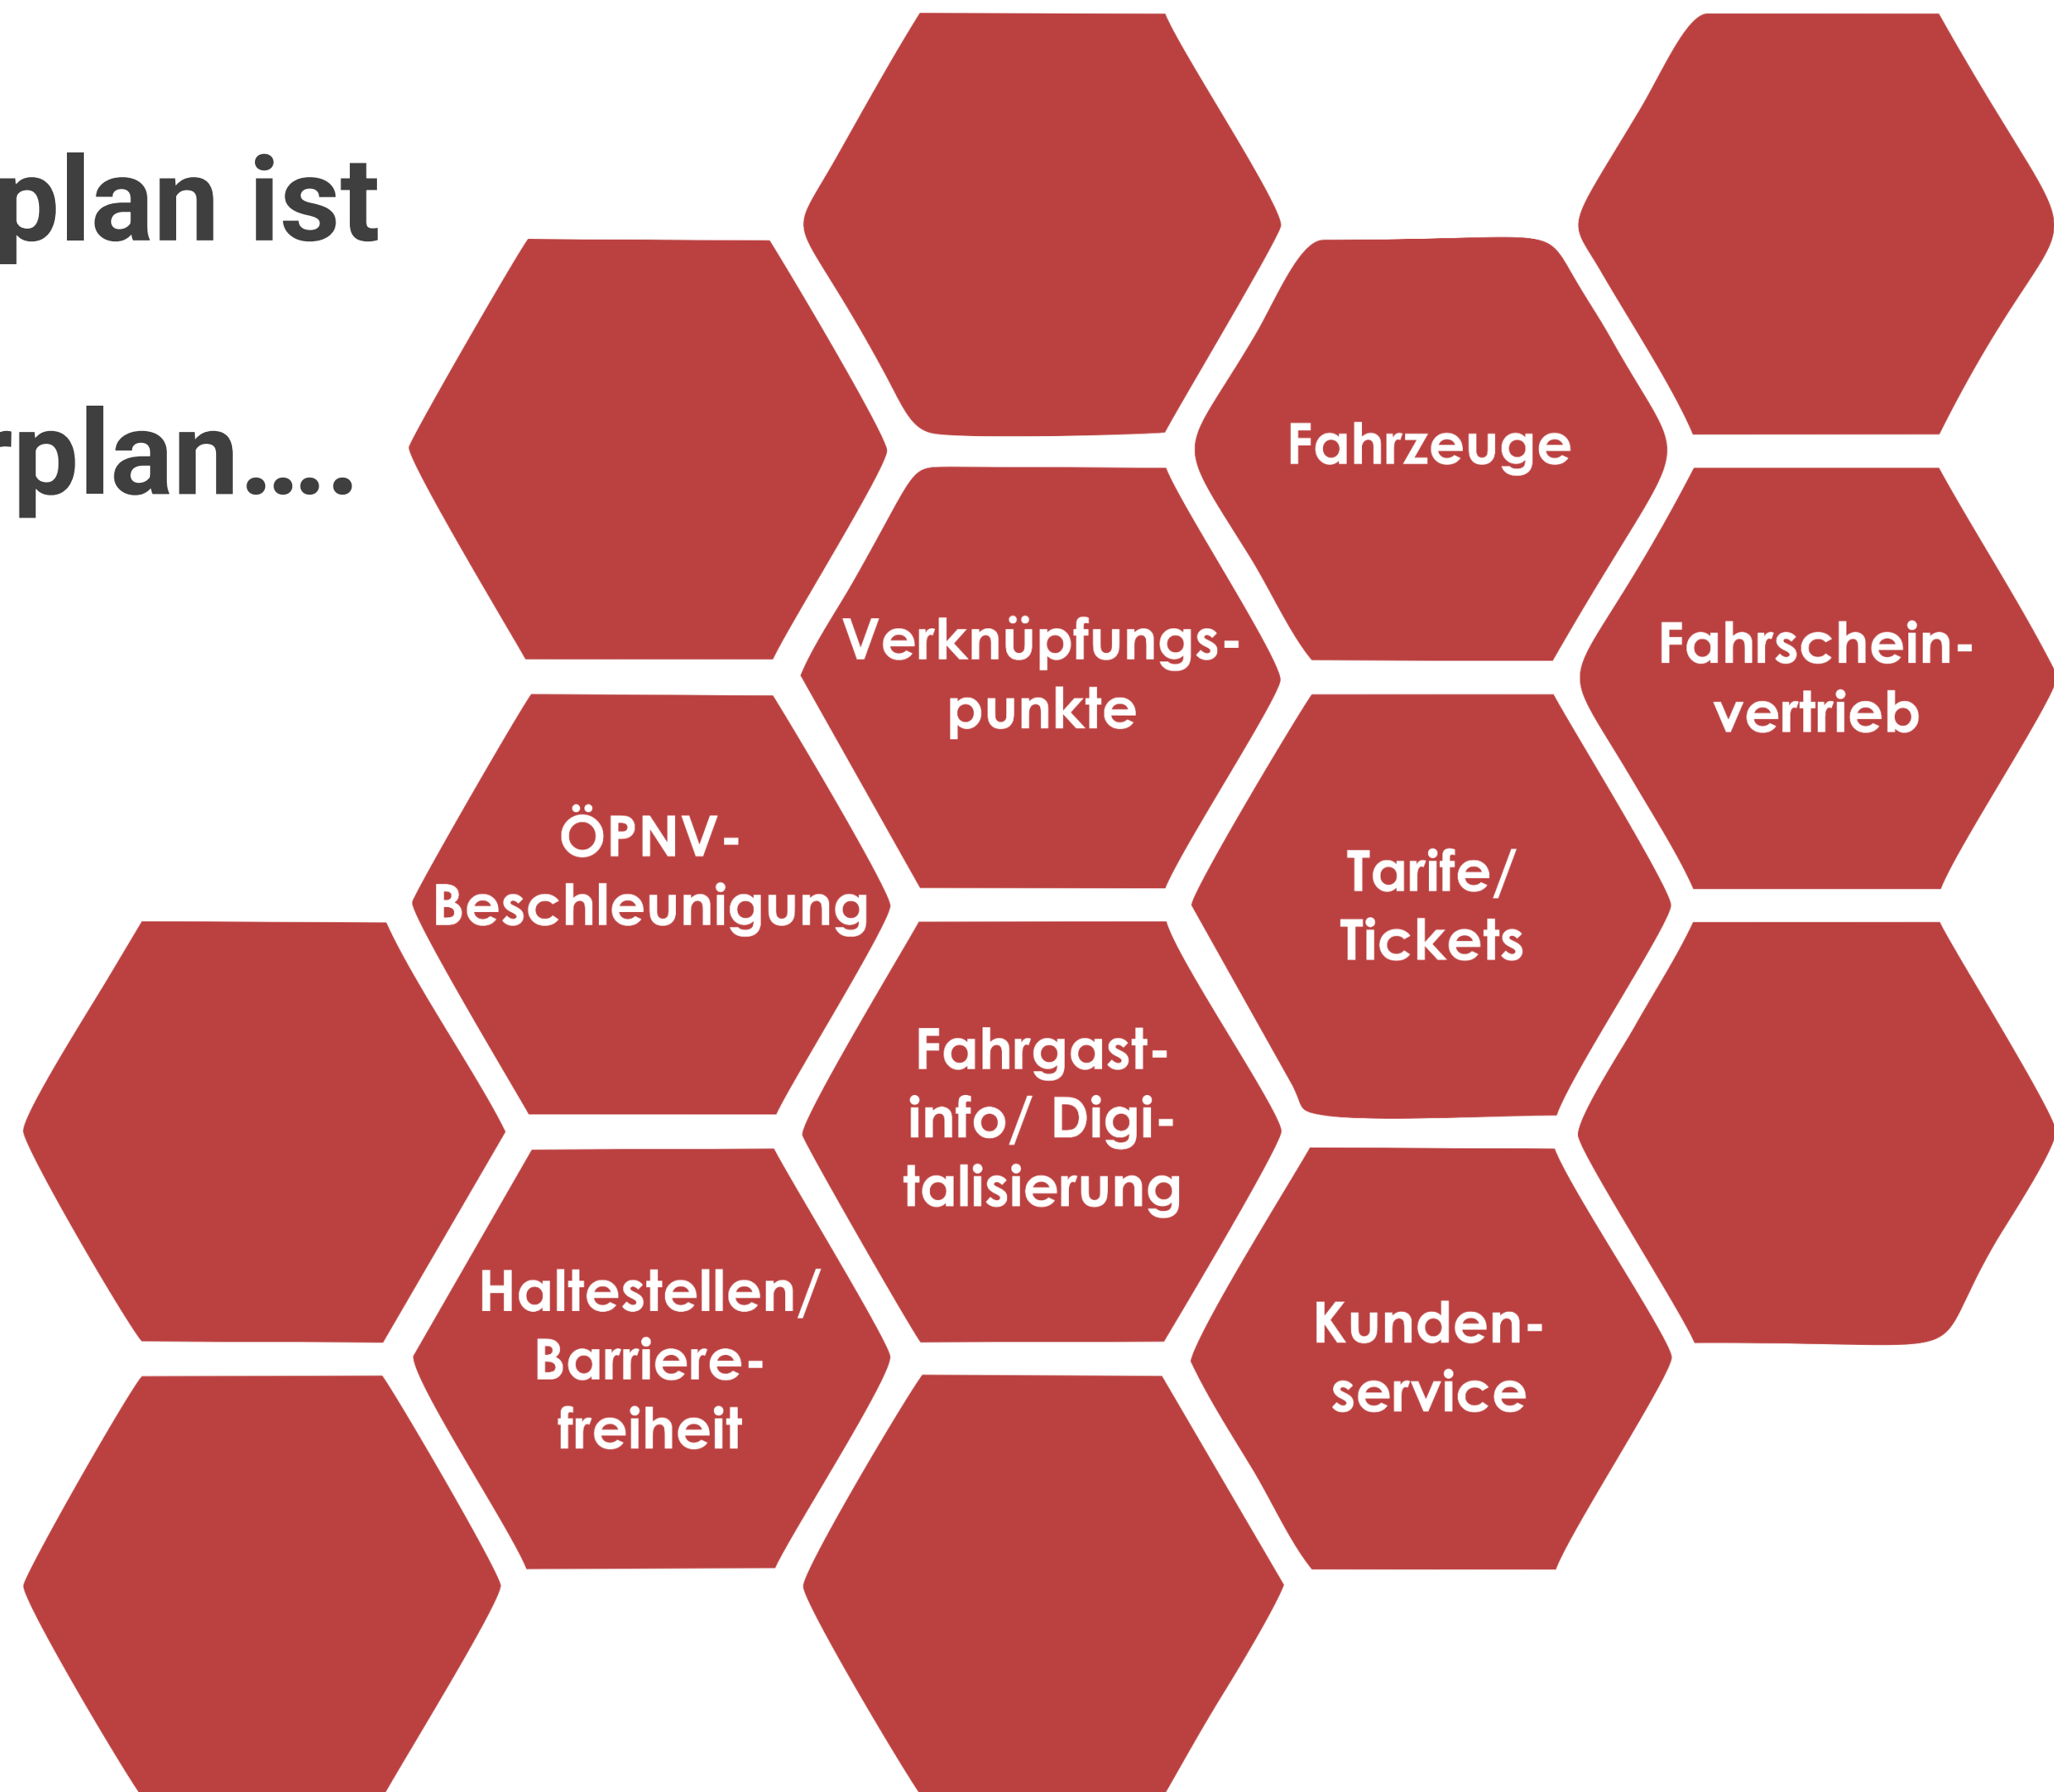 plan ist
plan....
Fahrzeuge
Verknüpfungs-
punkte
Fahrschein-
vertrieb
ÖPNV-
Beschleunigung
Tarife/
Tickets
Fahrgast-
info/ Digi-
talisierung
Haltestellen/
Barriere-
freiheit
Kunden-
service